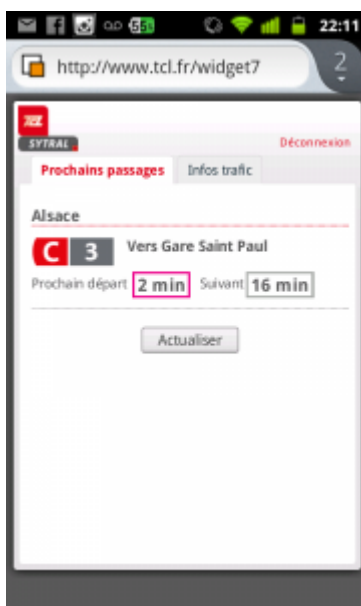 22:11
http://www.tcl.fr/widget7
2
TCL
SYTRAL
Déconnexion
Prochains passages Infos trafic
Alsace
C 3 Vers Gare Saint Paul
Prochain départ 2 min Suivant 16 min
Actualiser